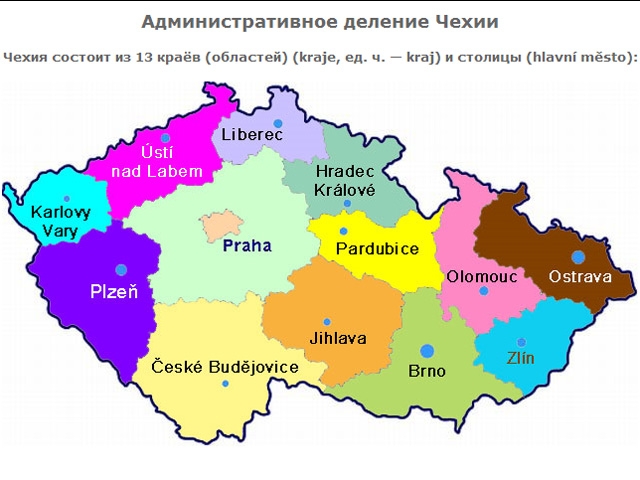 Административное деление Чехии
Чехия состоит из 13 краёв (областей) (kraje, ед. ч. — kraj) и столицы (hlavní město):
Liberec
Ústí
nad Labem
Hradec
Králové
Karlovy
Vary
Praha
Pardubice
Olomouc
Ostrava
Plzeň
Jihlava
Zlín
České Budějovice
Brno